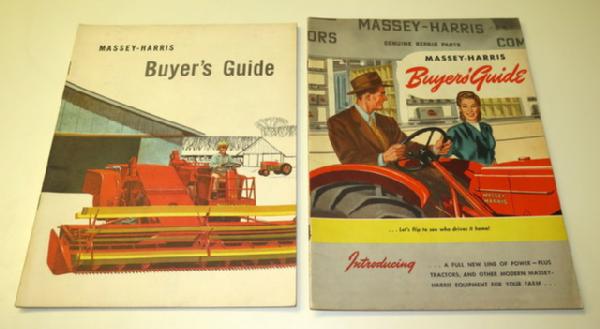 MASSEY-HARRIS
Buyer's Guide
ORS
MASSEY-HARRIS
GENUINE REPAIR PARTS
COM
MASSEY-HARRIS
Buyers' Guide
MASSEY
HARRIS
... Let's flip to see who drives it home!
Introducing
... A FULL NEW LINE OF POWER—PLUS
TRACTORS, AND OTHER MODERN MASSEY-
HARRIS EQUIPMENT FOR YOUR FARM ...